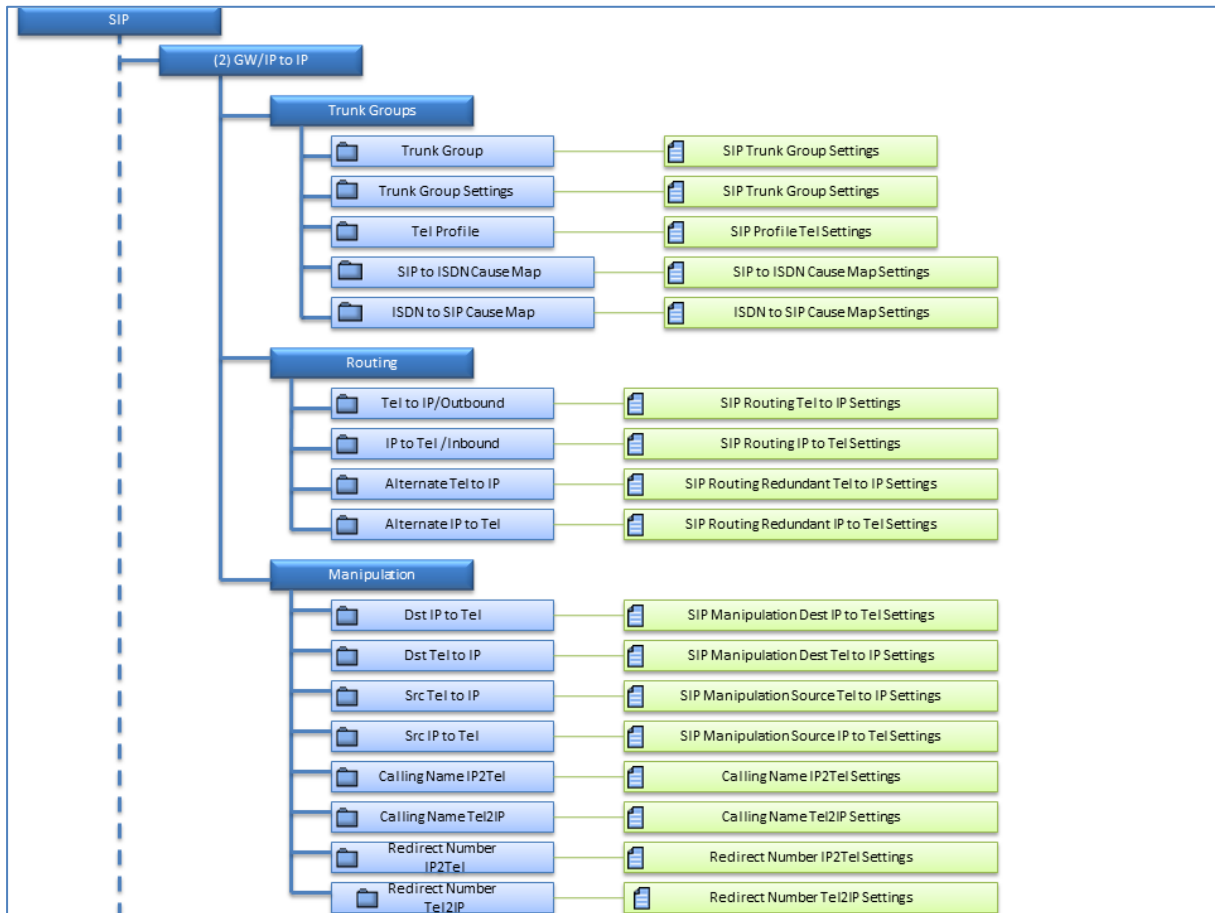 SIP
(2) GW/IP to IP
Trunk Groups
Trunk Group SIP Trunk Group Settings
Trunk Group Settings SIP Trunk Group Settings
Tel Profile SIP Profile Tel Settings
SIP to ISDN Cause Map SIP to ISDN Cause Map Settings
ISDN to SIP Cause Map ISDN to SIP Cause Map Settings
Routing
Tel to IP/Outbound SIP Routing Tel to IP Settings
IP to Tel /Inbound SIP Routing IP to Tel Settings
Alternate Tel to IP SIP Routing Redundant Tel to IP Settings
Alternate IP to Tel SIP Routing Redundant IP to Tel Settings
Manipulation
Dst IP to Tel SIP Manipulation Dest IP to Tel Settings
Dst Tel to IP SIP Manipulation Dest Tel to IP Settings
Src Tel to IP SIP Manipulation Source Tel to IP Settings
Src IP to Tel SIP Manipulation Source IP to Tel Settings
Calling Name IP2Tel Calling Name IP2Tel Settings
Calling Name Tel2IP Calling Name Tel2IP Settings
Redirect Number
IP2Tel
Redirect Number IP2Tel Settings
Redirect Number
Tel2IP
Redirect Number Tel2IP Settings